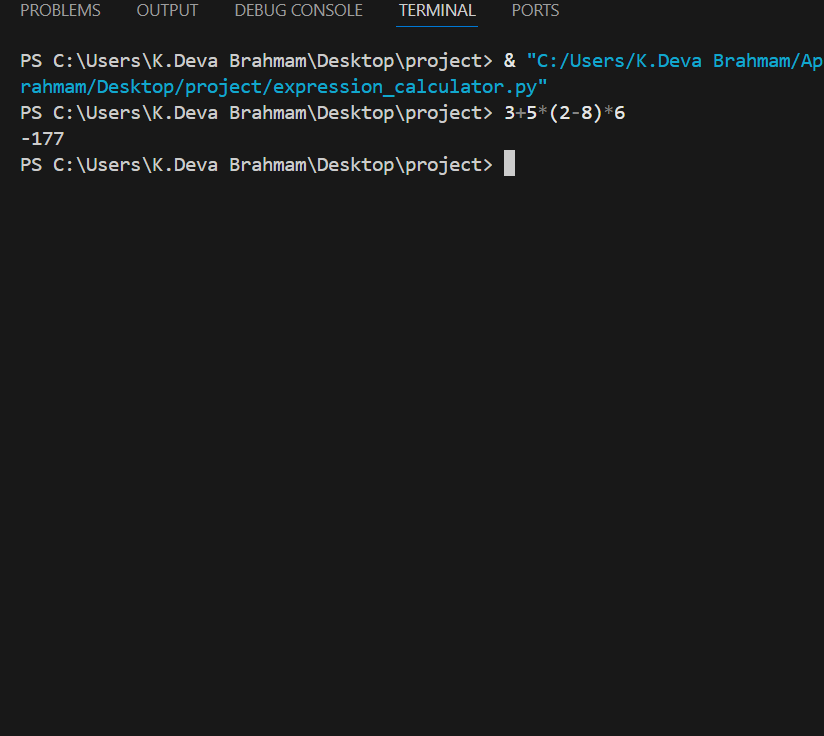 PROBLEMS OUTPUT DEBUG CONSOLE TERMINAL PORTS
PS C:\Users\K.Deva Brahmam\Desktop\project> & "C:/Users/K.Deva Brahmam/Ap
rahmam/Desktop/project/expression_calculator.py"
PS C:\Users\K.Deva Brahmam\Desktop\project> 3+5*(2-8)*6
-177
PS C:\Users\K.Deva Brahmam\Desktop\project>